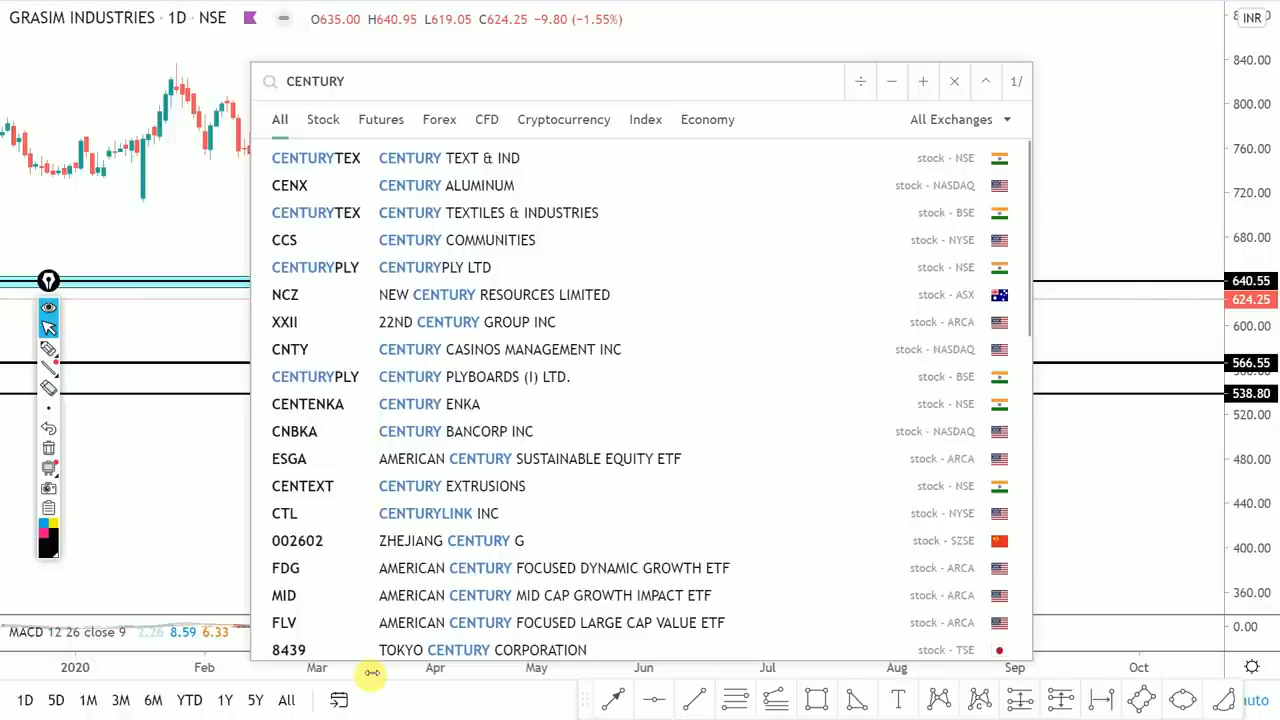 GRASIM INDUSTRIES · 1D · NSE O635.00 H640.95 L619.05 C624.25 −9.80 (−1.55%) INR
CENTURY ÷ − + × ^ 1/
All Stock Futures Forex CFD Cryptocurrency Index Economy All Exchanges
CENTURYTEX CENTURY TEXT & IND stock - NSE
CENX CENTURY ALUMINUM stock - NASDAQ
CENTURYTEX CENTURY TEXTILES & INDUSTRIES stock - BSE
CCS CENTURY COMMUNITIES stock - NYSE
CENTURYPLY CENTURYPLY LTD stock - NSE
NCZ NEW CENTURY RESOURCES LIMITED stock - ASX
XXII 22ND CENTURY GROUP INC stock - ARCA
CNTY CENTURY CASINOS MANAGEMENT INC stock - NASDAQ
CENTURYPLY CENTURY PLYBOARDS (I) LTD. stock - BSE
CENTENKA CENTURY ENKA stock - NSE
CNBKA CENTURY BANCORP INC stock - NASDAQ
ESGA AMERICAN CENTURY SUSTAINABLE EQUITY ETF stock - ARCA
CENTEXT CENTURY EXTRUSIONS stock - NSE
CTL CENTURYLINK INC stock - NYSE
002602 ZHEJIANG CENTURY G stock - SZSE
FDG AMERICAN CENTURY FOCUSED DYNAMIC GROWTH ETF stock - ARCA
MID AMERICAN CENTURY MID CAP GROWTH IMPACT ETF stock - ARCA
FLV AMERICAN CENTURY FOCUSED LARGE CAP VALUE ETF stock - ARCA
8439 TOKYO CENTURY CORPORATION stock - TSE
840.00
800.00
760.00
720.00
680.00
640.55
624.25
600.00
566.55
538.80
520.00
480.00
440.00
400.00
360.00
0.00
MACD 12 26 close 9 2.26 8.59 6.33
2020 Feb Mar Apr May Jun Jul Aug Sep Oct
1D 5D 1M 3M 6M YTD 1Y 5Y All T auto